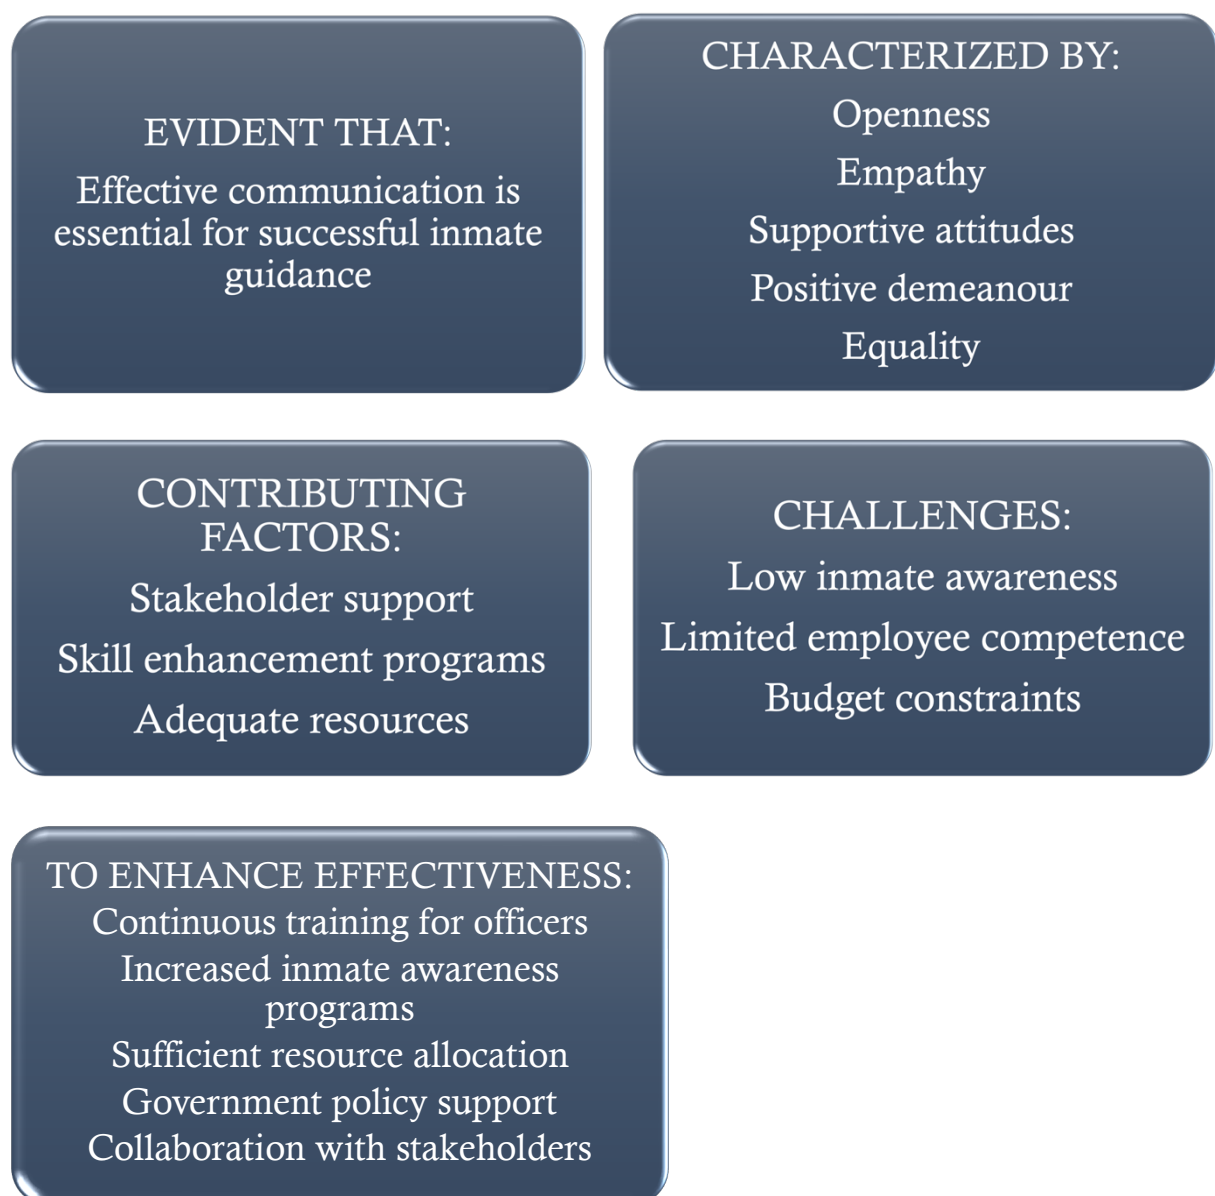 EVIDENT THAT:
Effective communication is
essential for successful inmate
guidance
CHARACTERIZED BY:
Openness
Empathy
Supportive attitudes
Positive demeanour
Equality
CONTRIBUTING
FACTORS:
Stakeholder support
Skill enhancement programs
Adequate resources
CHALLENGES:
Low inmate awareness
Limited employee competence
Budget constraints
TO ENHANCE EFFECTIVENESS:
Continuous training for officers
Increased inmate awareness
programs
Sufficient resource allocation
Government policy support
Collaboration with stakeholders